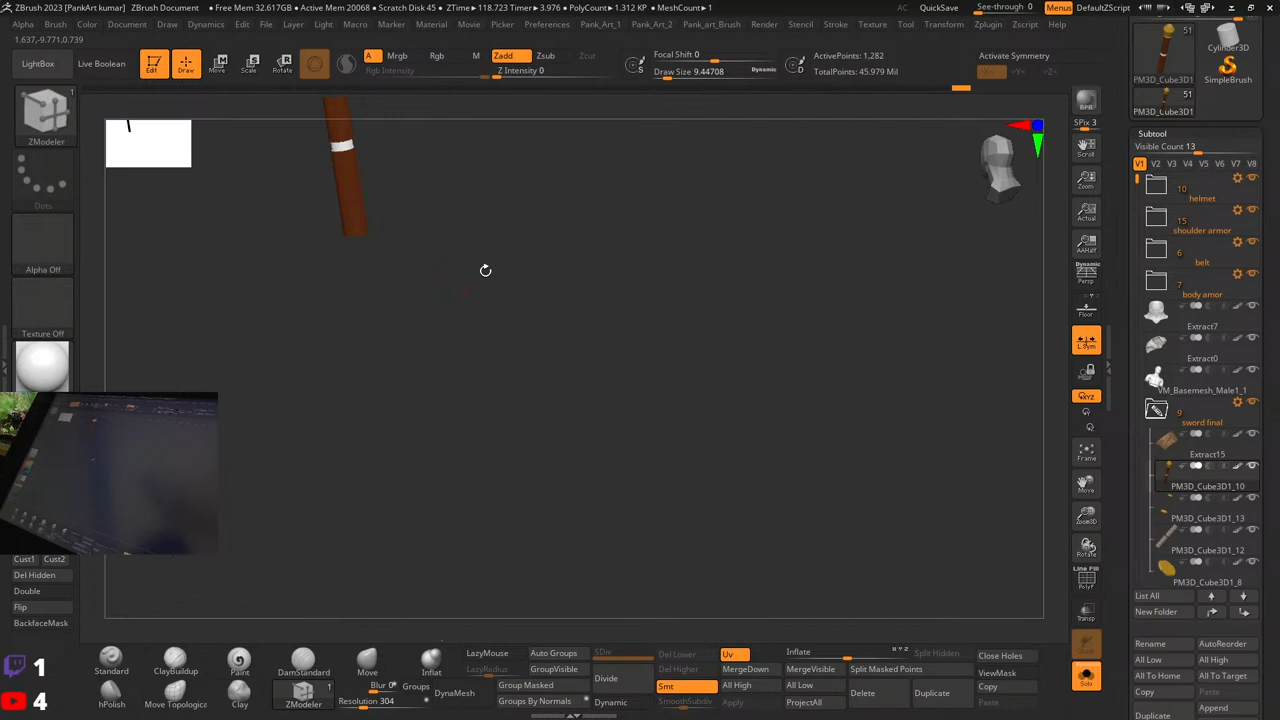 ZBrush 2023 [PankArt kumar] ZBrush Document • Free Mem 32.617GB • Active Mem 20068 • Scratch Disk 45 • ZTime▸118.723 Timer▸3.976 • PolyCount▸1.312 KP • MeshCount▸1 AC QuickSave See-through 0 Menus DefaultZScript
Alpha Brush Color Document Draw Dynamics Edit File Layer Light Macro Marker Material Movie Picker Preferences Pank_Art_1 Pank_Art_2 pank_art_Brush Render Stencil Stroke Texture Tool Transform Zplugin Zscript
1.637,-9.771,0.739
LightBox Live Boolean Edit Draw Move Scale Rotate A Mrgb Rgb M Zadd Zsub Zcut
Rgb Intensity Z Intensity 0
Focal Shift 0
Draw Size 9.44708 Dynamic
ActivePoints: 1,282
TotalPoints: 45.979 Mil
Activate Symmetry
>X< >Y< >Z<
ZModeler 1
Dots
Alpha Off
Texture Off
Cust1 Cust2
Del Hidden
Double
Flip
BackfaceMask
1
4
BPR
SPix 3
Scroll
Zoom
Actual
AAHalf
Dynamic
Persp
Floor
L.Sym
XYZ
Frame
Move
Zoom3D
Rotate
Line Fill
PolyF
Transp
Solo
51
PM3D_Cube3D1
Cylinder3D
SimpleBrush
51
PM3D_Cube3D1
Subtool
Visible Count 13
V1 V2 V3 V4 V5 V6 V7 V8
10
helmet
15
shoulder armor
6
belt
7
body amor
Extract7
Extract0
VM_Basemesh_Male1_1
9
sword final
Extract15
PM3D_Cube3D1_10
PM3D_Cube3D1_13
PM3D_Cube3D1_12
PM3D_Cube3D1_8
List All
New Folder
Rename AutoReorder
All Low All High
All To Home All To Target
Copy Paste
Duplicate Append
Standard ClayBuildup Paint DamStandard Move Inflat
hPolish Move Topological Clay ZModeler 1
LazyMouse Auto Groups
LazyRadius GroupVisible
Blur 0 Groups Group Masked
Resolution 304 DynaMesh Groups By Normals
SDiv Del Lower Uv
Divide Del Higher MergeDown
Smt All High
Dynamic SmoothSubdiv Apply
Inflate X Y Z Split Hidden Close Holes
MergeVisible Split Masked Points ViewMask
All Low Delete Duplicate Copy
ProjectAll Paste